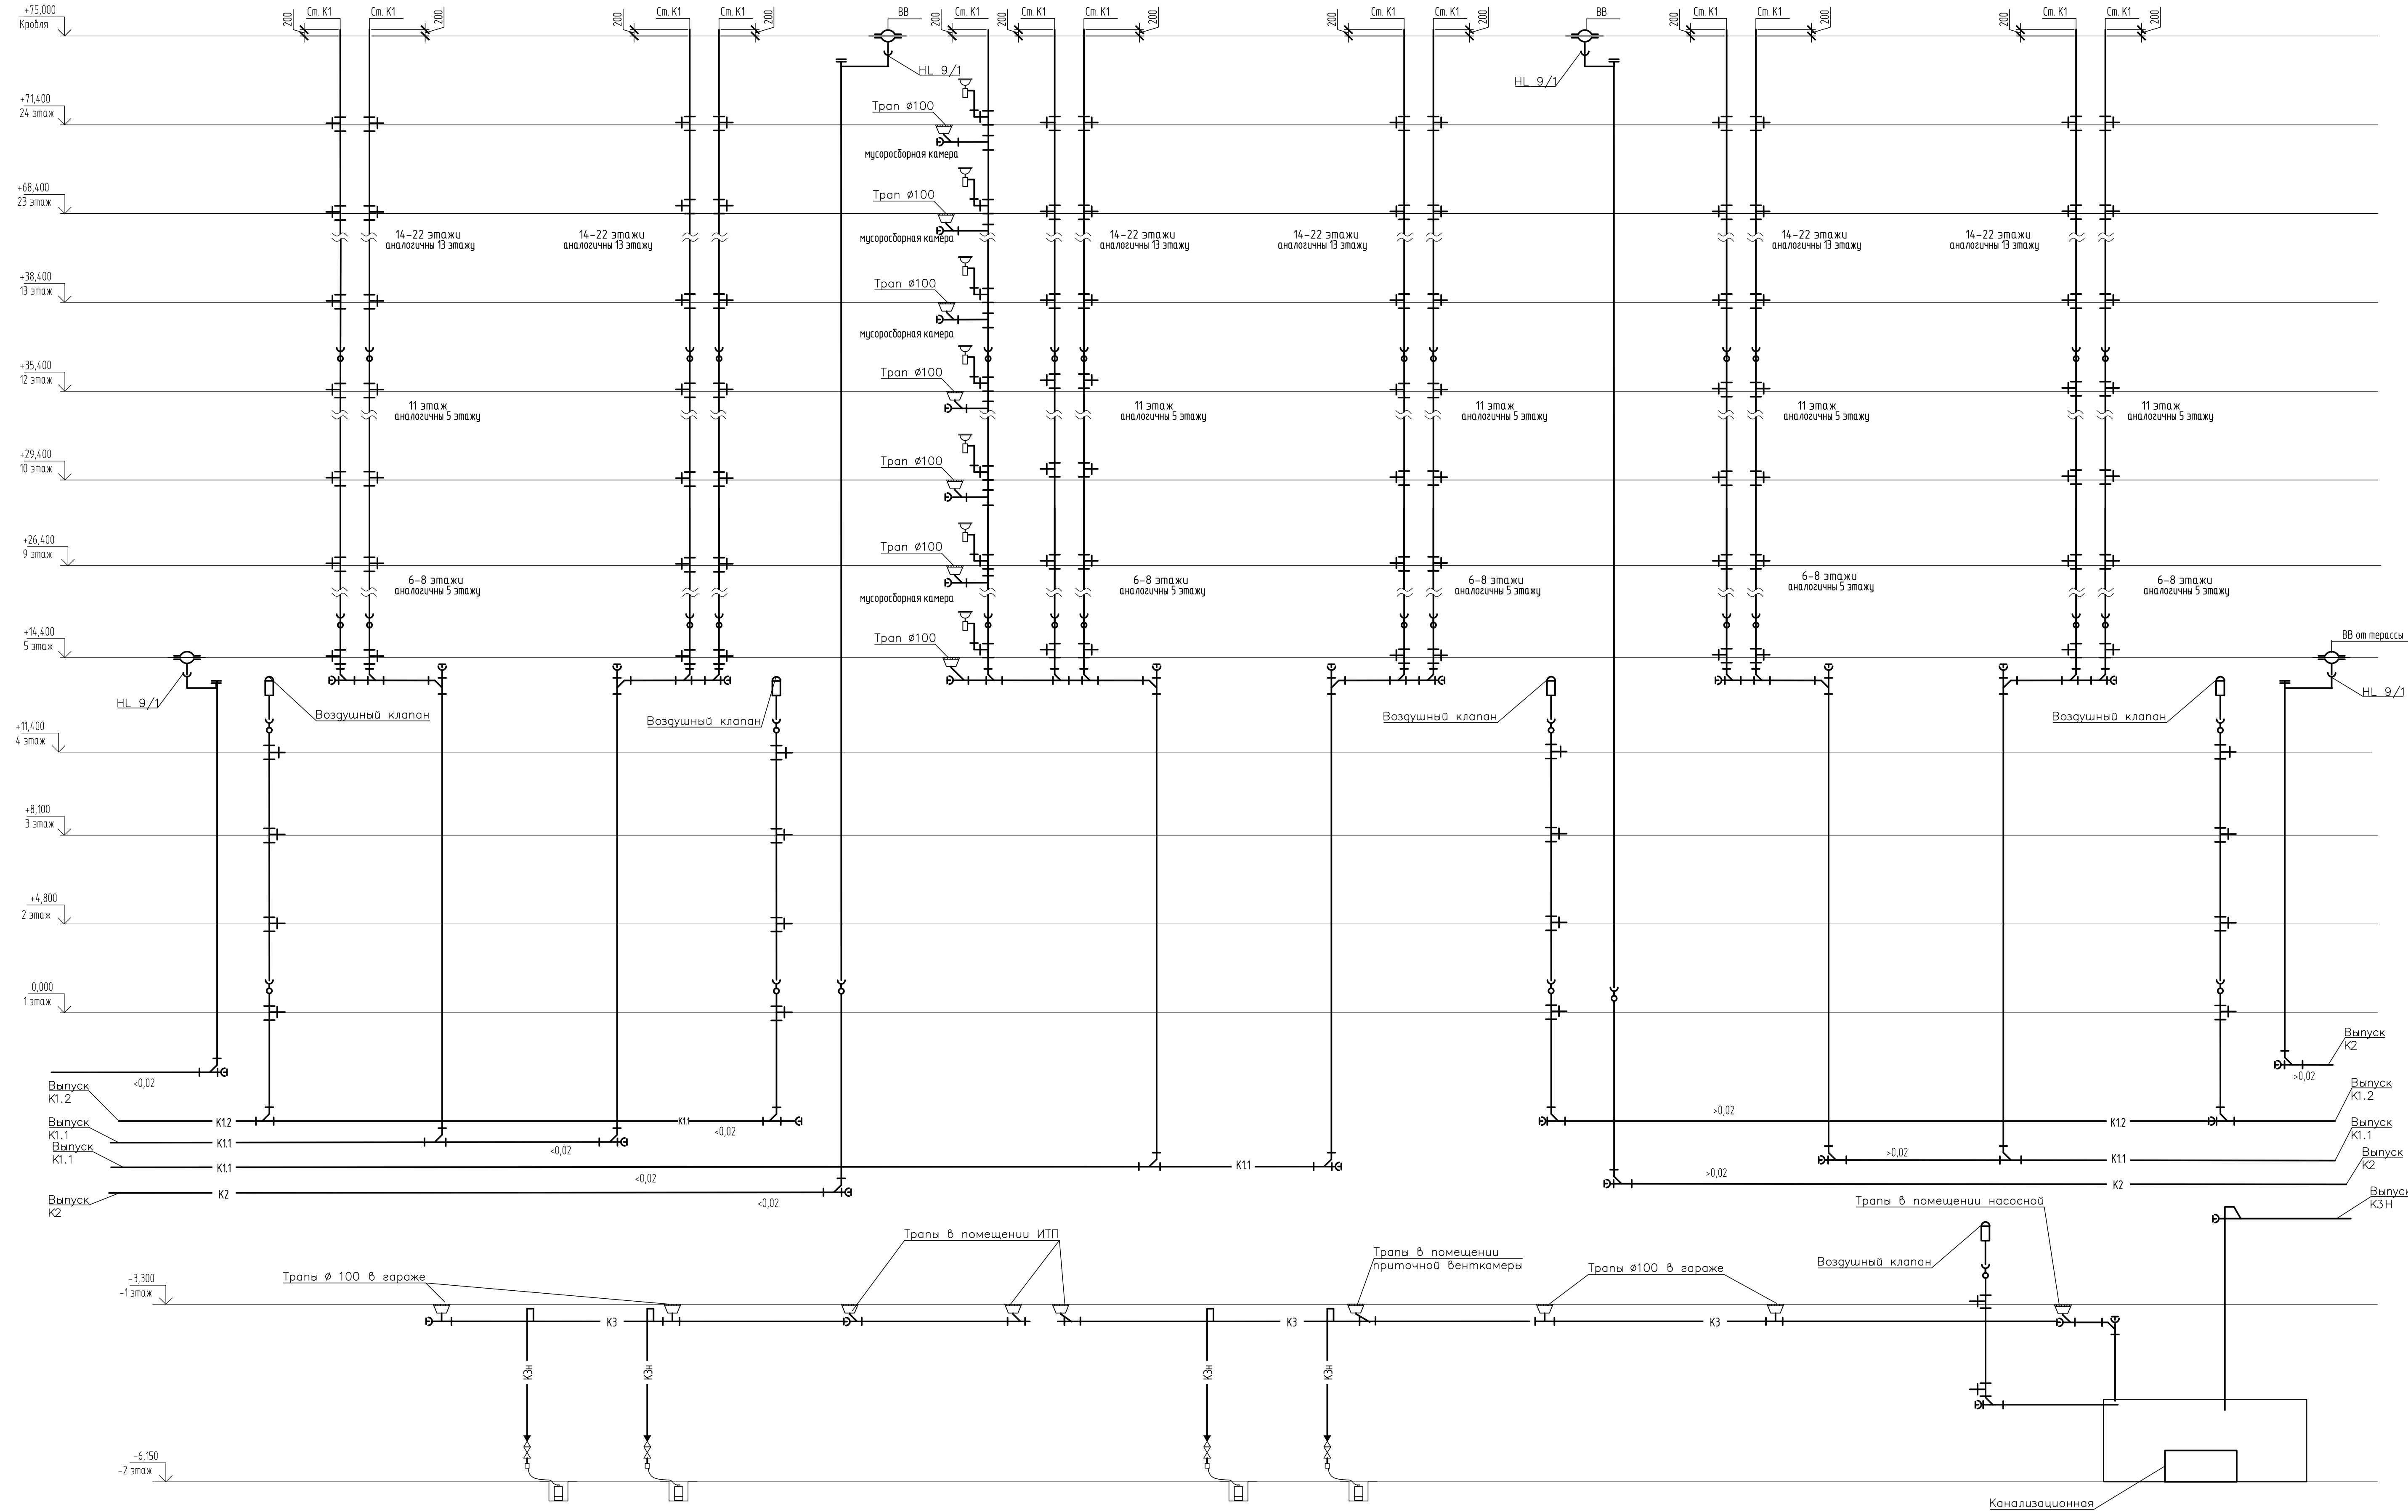 +75,000
Кровля
200
Ст. К1
Ст. К1
200
200
Ст. К1
Ст. К1
200
ВВ
200
Ст. К1
200
Ст. К1
Ст. К1
200
200
Ст. К1
Ст. К1
200
ВВ
200
Ст. К1
Ст. К1
200
200
Ст. К1
Ст. К1
200
HL 9/1
HL 9/1
+71,400
24 этаж
Трап Ø100
мусоросборная камера
+68,400
23 этаж
Трап Ø100
мусоросборная камера
14-22 этажи
аналогичны 13 этажу
14-22 этажи
аналогичны 13 этажу
14-22 этажи
аналогичны 13 этажу
14-22 этажи
аналогичны 13 этажу
14-22 этажи
аналогичны 13 этажу
14-22 этажи
аналогичны 13 этажу
+38,400
13 этаж
Трап Ø100
мусоросборная камера
+35,400
12 этаж
Трап Ø100
11 этаж
аналогичны 5 этажу
11 этаж
аналогичны 5 этажу
11 этаж
аналогичны 5 этажу
11 этаж
аналогичны 5 этажу
11 этаж
аналогичны 5 этажу
+29,400
10 этаж
Трап Ø100
+26,400
9 этаж
Трап Ø100
мусоросборная камера
6-8 этажи
аналогичны 5 этажу
6-8 этажи
аналогичны 5 этажу
6-8 этажи
аналогичны 5 этажу
6-8 этажи
аналогичны 5 этажу
6-8 этажи
аналогичны 5 этажу
+14,400
5 этаж
Трап Ø100
ВВ от терассы
HL 9/1
HL 9/1
Воздушный клапан
Воздушный клапан
Воздушный клапан
Воздушный клапан
+11,400
4 этаж
+8,100
3 этаж
+4,800
2 этаж
0,000
1 этаж
<0,02
Выпуск
К2
>0,02
Выпуск
К1.2
К1.2
К1.1
<0,02
>0,02
К1.2
Выпуск
К1.2
Выпуск
К1.1
К1.1
<0,02
Выпуск
К1.1
К1.1
<0,02
К1.1
>0,02
К1.1
Выпуск
К1.1
Выпуск
К2
К2
<0,02
>0,02
К2
Выпуск
К2
Выпуск
К3Н
Трапы в помещении насосной
Трапы в помещении ИТП
Трапы в помещении
приточной венткамеры
Воздушный клапан
Трапы Ø 100 в гараже
Трапы Ø100 в гараже
-3,300
-1 этаж
К3
К3
К3
К3н
К3н
К3н
К3н
-6,150
-2 этаж
Канализационная